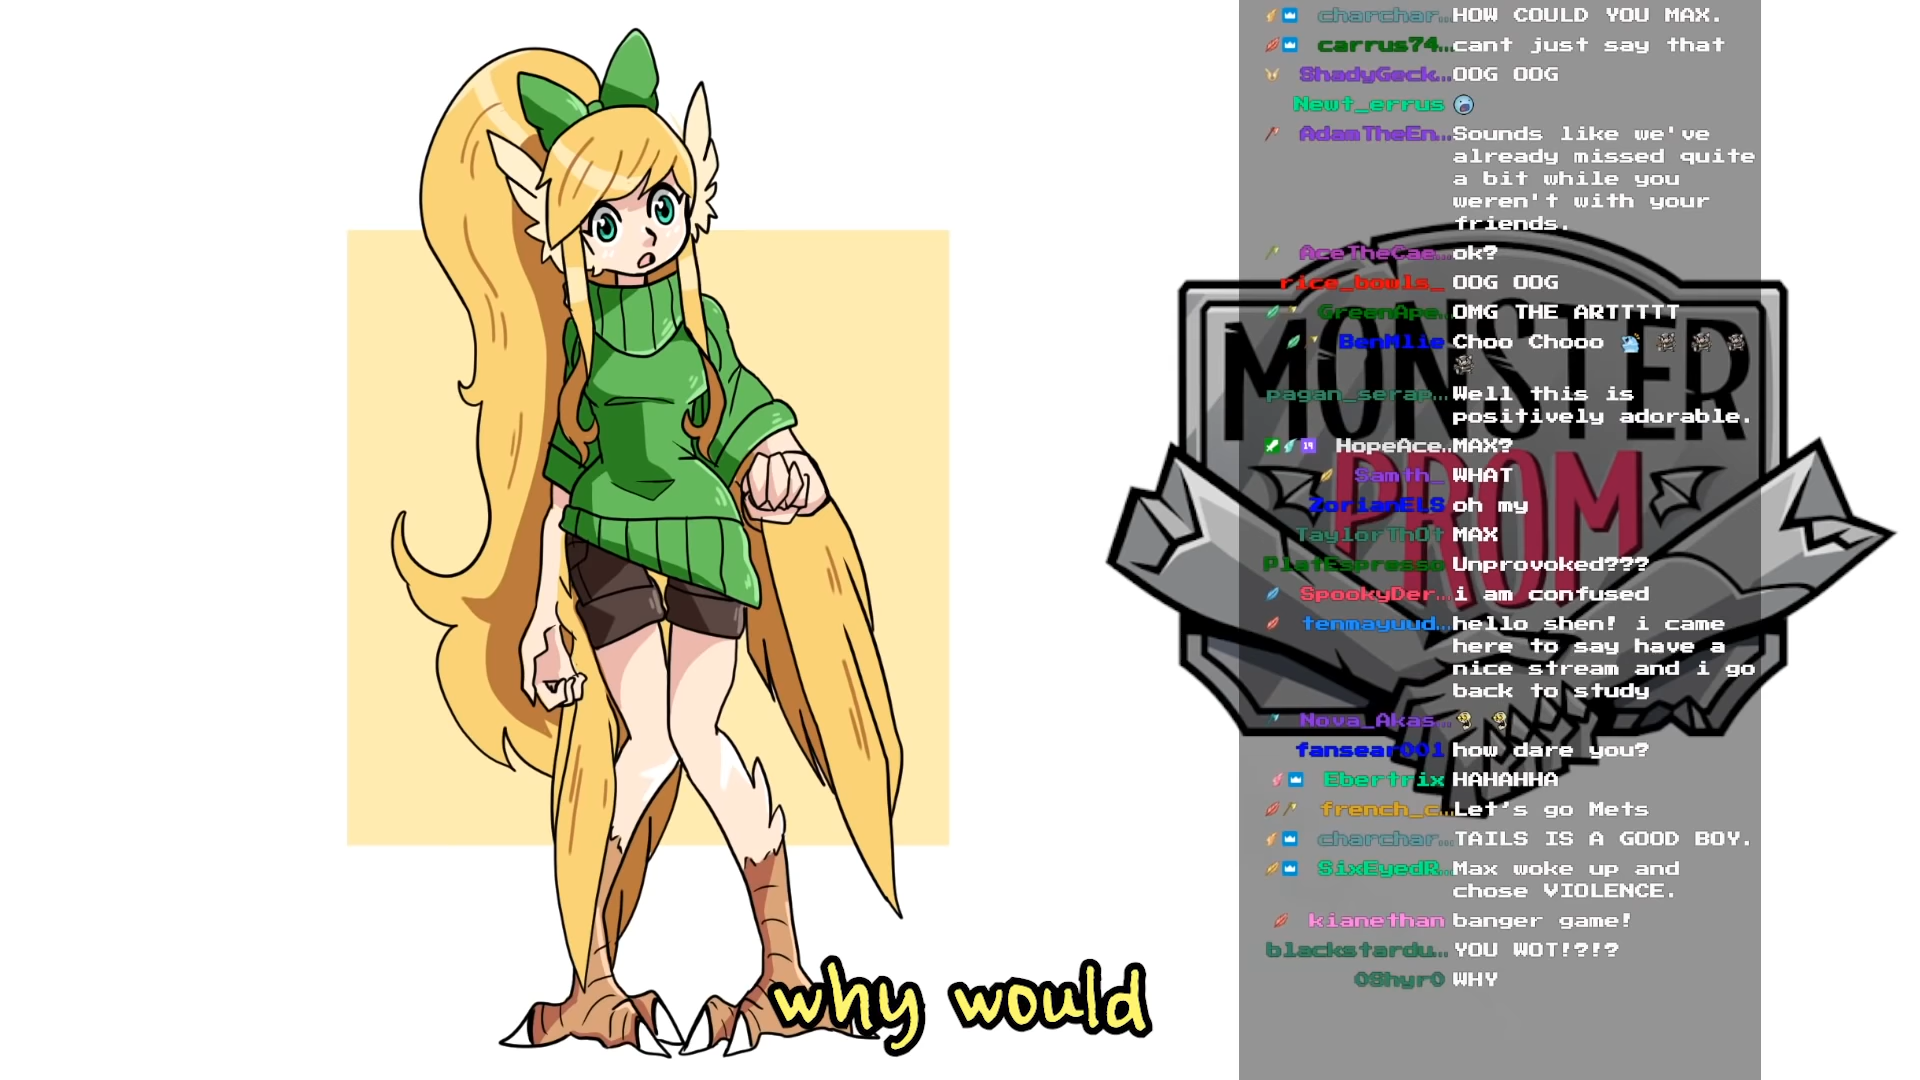 charchar...HOW COULD YOU MAX.
carrus74...cant just say that
ShadyGeck...OOG OOG
Newt_errus
AdamTheEn...Sounds like we've
already missed quite
a bit while you
weren't with your
friends.
AceTheCae...ok?
rice_bowls_ OOG OOG
GreenApe...OMG THE ARTTTTT
BenMlie Choo Chooo
pagan_serap...Well this is
positively adorable.
HopeAce...MAX?
Samth_ WHAT
ZorianELS oh my
TaylorTh0t MAX
PlatEspresso Unprovoked???
SpookyDer...i am confused
tenmayuud...hello shen! i came
here to say have a
nice stream and i go
back to study
Nova_Akas...
fansear001 how dare you?
Ebertrix HAHAHHA
french_c...Let's go Mets
charchar...TAILS IS A GOOD BOY.
SixEyedR...Max woke up and
chose VIOLENCE.
kianethan banger game!
blackstardu...YOU WOT!?!?
0Shyr0 WHY
MONSTER
PROM
why would